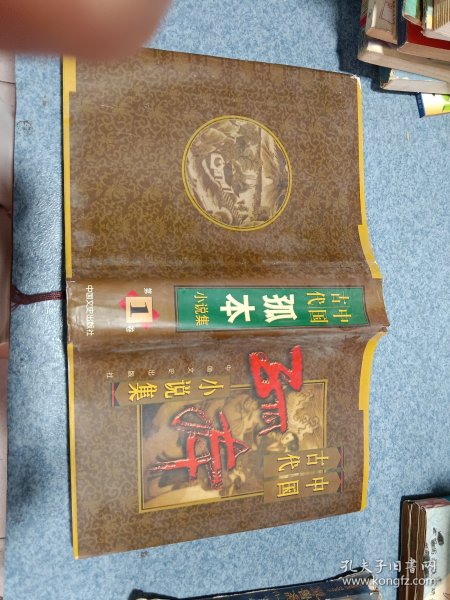 中国
古代
孤本
小说集
第
1
卷
中国文史出版社
中国
古代
孤本
小说集
中国文史出版社
孔夫子旧书网
www.kongfz.com